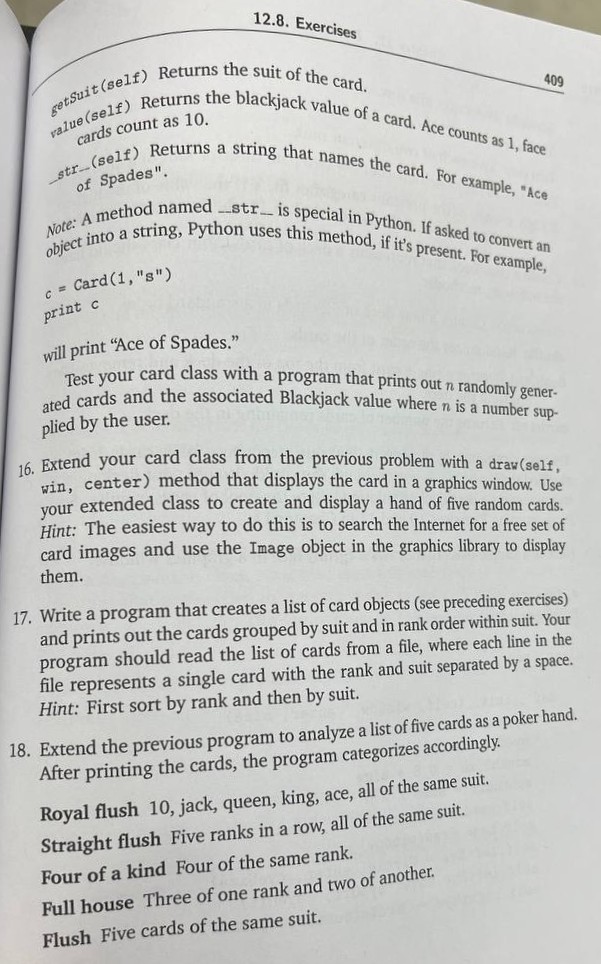 12.8. Exercises
409
getSuit(self) Returns the suit of the card.
value(self) Returns the blackjack value of a card. Ace counts as 1, face
cards count as 10.
__str__(self) Returns a string that names the card. For example, "Ace
of Spades".
Note: A method named __str__ is special in Python. If asked to convert an
object into a string, Python uses this method, if it's present. For example,
c = Card(1,"s")
print c
will print “Ace of Spades.”
Test your card class with a program that prints out n randomly gener-
ated cards and the associated Blackjack value where n is a number sup-
plied by the user.
16. Extend your card class from the previous problem with a draw(self,
win, center) method that displays the card in a graphics window. Use
your extended class to create and display a hand of five random cards.
Hint: The easiest way to do this is to search the Internet for a free set of
card images and use the Image object in the graphics library to display
them.
17. Write a program that creates a list of card objects (see preceding exercises)
and prints out the cards grouped by suit and in rank order within suit. Your
program should read the list of cards from a file, where each line in the
file represents a single card with the rank and suit separated by a space.
Hint: First sort by rank and then by suit.
18. Extend the previous program to analyze a list of five cards as a poker hand.
After printing the cards, the program categorizes accordingly.
Royal flush 10, jack, queen, king, ace, all of the same suit.
Straight flush Five ranks in a row, all of the same suit.
Four of a kind Four of the same rank.
Full house Three of one rank and two of another.
Flush Five cards of the same suit.